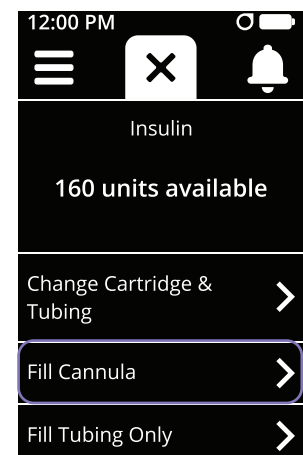 12:00 PM
Insulin
160 units available
Change Cartridge &
Tubing
Fill Cannula
Fill Tubing Only